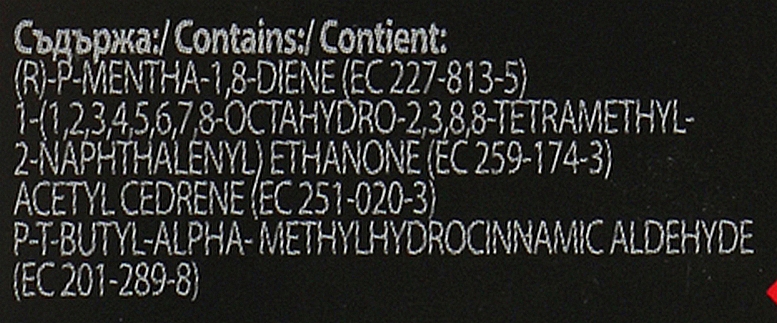 Съдържа:/ Contains:/ Contient:
(R)-P-MENTHA-1,8-DIENE (EC 227-813-5)
1-(1,2,3,4,5,6,7,8-OCTAHYDRO-2,3,8,8-TETRAMETHYL-
2-NAPHTHALENYL) ETHANONE (EC 259-174-3)
ACETYL CEDRENE (EC 251-020-3)
P-T-BUTYL-ALPHA- METHYLHYDROCINNAMIC ALDEHYDE
(EC 201-289-8)